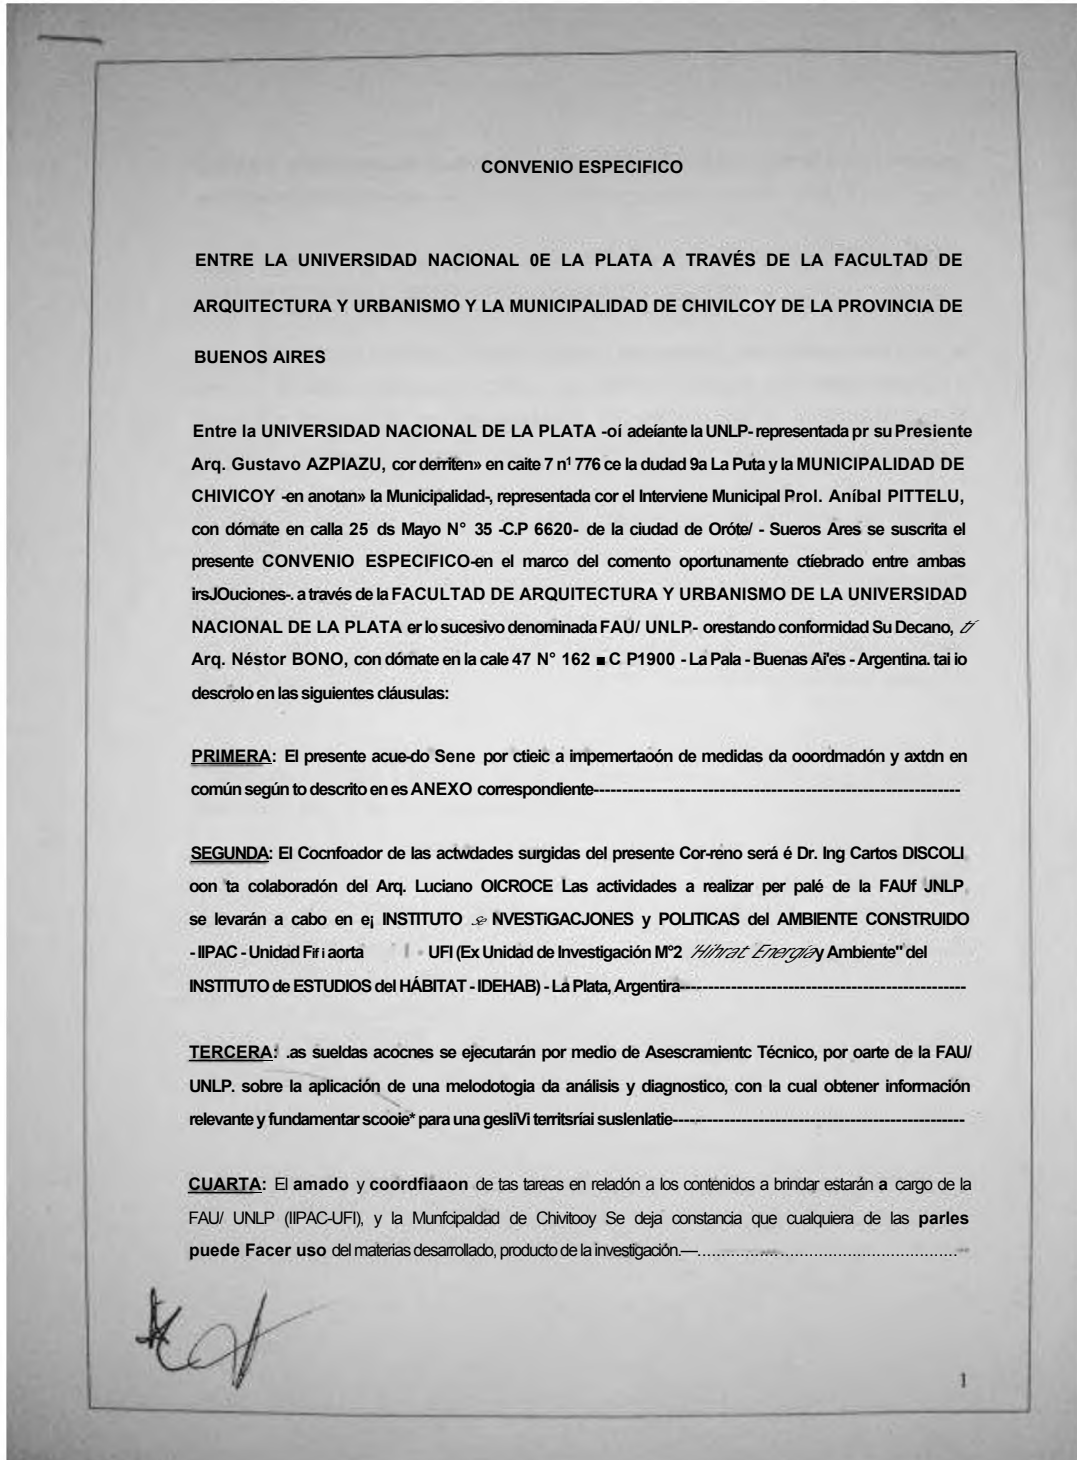 CONVENIO ESPECIFICO
ENTRE LA UNIVERSIDAD NACIONAL 0E LA PLATA A TRAVÉS DE LA FACULTAD DE
ARQUITECTURA Y URBANISMO Y LA MUNICIPALIDAD DE CHIVILCOY DE LA PROVINCIA DE
BUENOS AIRES
Entre la UNIVERSIDAD NACIONAL DE LA PLATA -oí adeíante la UNLP- representada pr su Presiente
Arq. Gustavo AZPIAZU, cor derriten» en caite 7 n¹ 776 ce la dudad 9a La Puta y la MUNICIPALIDAD DE
CHIVICOY -en anotan» la Municipalidad-, representada cor el Interviene Municipal Prol. Aníbal PITTELU,
con dómate en calla 25 ds Mayo N° 35 -C.P 6620- de la ciudad de Oróte/ - Sueros Ares se suscrita el
presente CONVENIO ESPECIFICO-en el marco del comento oportunamente ctíebrado entre ambas
irsJOuciones-. a través de la FACULTAD DE ARQUITECTURA Y URBANISMO DE LA UNIVERSIDAD
NACIONAL DE LA PLATA er lo sucesivo denominada FAU/ UNLP- orestando conformidad Su Decano, tí
Arq. Néstor BONO, con dómate en la cale 47 N° 162 ■ C P1900 - La Pala - Buenas Ai'es - Argentina. tai io
descrolo en las siguientes cláusulas:
PRIMERA: El presente acue-do Sene por ctieic a impemertaón de medidas da ooordmadón y axtdn en
común según to descrito en es ANEXO correspondiente----------------------------------------------------------------
SEGUNDA: El Cocnfoador de las actwdades surgidas del presente Cor-reno será é Dr. Ing Cartos DISCOLI
oon ta colaboradón del Arq. Luciano OICROCE Las actividades a realizar per palé de la FAUf JNLP
se levarán a cabo en e¡ INSTITUTO se NVESTiGACJONES y POLITICAS del AMBIENTE CONSTRUIDO
- IIPAC - Unidad Fif i aorta - UFI (Ex Unidad de Investigación M°2 Hihrat Energía y Ambiente" del
INSTITUTO de ESTUDIOS del HÁBITAT - IDEHAB) - La Plata, Argentira--------------------------------------------------
TERCERA: .as sueldas acocnes se ejecutarán por medio de Asescramientc Técnico, por oarte de la FAU/
UNLP. sobre la aplicación de una melodotogia da análisis y diagnostico, con la cual obtener información
relevante y fundamentar scooie* para una gesliVi territsríai suslenlatie---------------------------------------------------
CUARTA: El amado y coordfiaaon de tas tareas en reladón a los contenidos a brindar estarán a cargo de la
FAU/ UNLP (IIPAC-UFI), y la Munfcipaldad de Chivitooy Se deja constancia que cualquiera de las parles
puede Facer uso del materias desarrollado, producto de la investigación.—......................................................
1